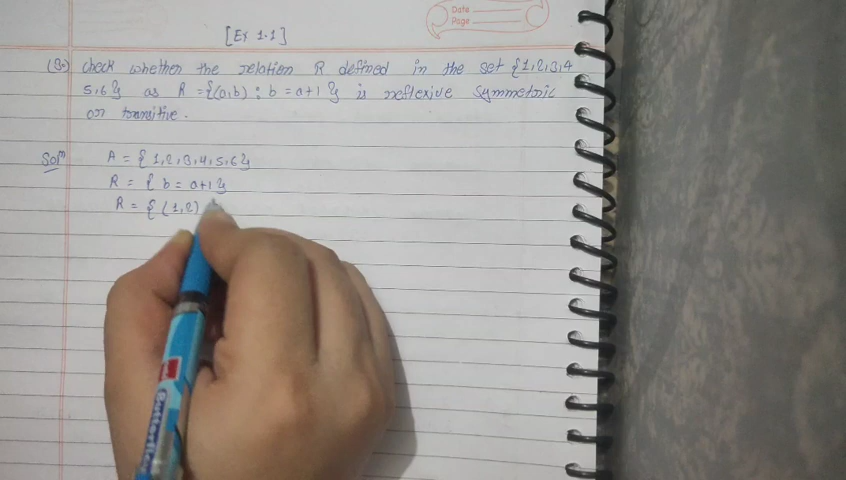 Date
Page
[Ex 1.1]
(3.) check whether the relation R defined in the set {1,2,3,4
5,6} as R = {(a,b) : b = a+1} is reflexive symmetric
or transitive.
Solⁿ A = {1,2,3,4,5,6}
R = { b = a+1}
R = { (1,2)